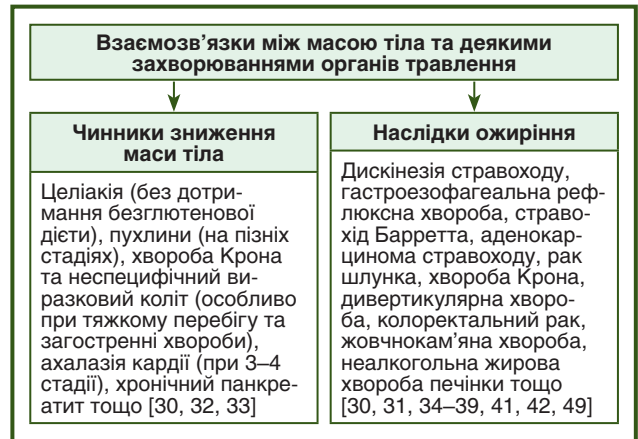 Взаємозв'язки між масою тіла та деякими
захворюваннями органів травлення
Чинники зниження
маси тіла
Целіакія (без дотри-
мання безглютенової
дієти), пухлини (на пізніх
стадіях), хвороба Крона
та неспецифічний ви-
разковий коліт (особливо
при тяжкому перебігу та
загостренні хвороби),
ахалазія кардії (при 3–4
стадії), хронічний панкре-
атит тощо [30, 32, 33]
Наслідки ожиріння
Дискінезія стравоходу,
гастроезофагеальна реф-
люксна хвороба, страво-
хід Барретта, аденокар-
цинома стравоходу, рак
шлунка, хвороба Крона,
дивертикулярна хворо-
ба, колоректальний рак,
жовчнокам'яна хвороба,
неалкогольна жирова
хвороба печінки тощо
[30, 31, 34–39, 41, 42, 49]